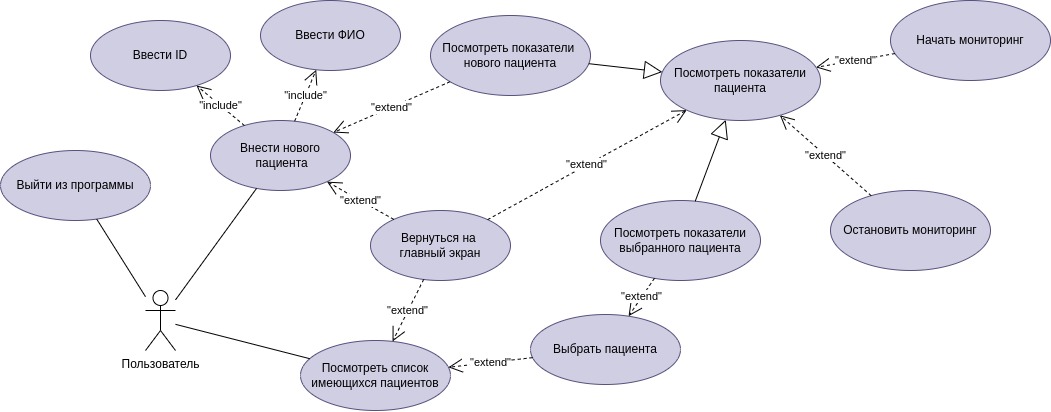 Ввести ID
Ввести ФИО
Посмотреть показатели
нового пациента
Посмотреть показатели
пациента
Начать мониторинг
"extend"
"include"
"include"
"extend"
Внести нового
пациента
"extend"
"extend"
Выйти из программы
"extend"
Вернуться на
главный экран
Посмотреть показатели
выбранного пациента
Остановить мониторинг
"extend"
"extend"
Пользователь
Посмотреть список
имеющихся пациентов
"extend"
Выбрать пациента